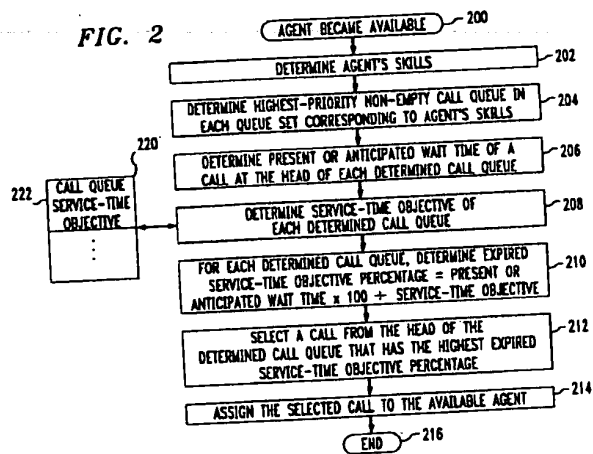 FIG. 2
AGENT BECAME AVAILABLE
200
DETERMINE AGENT'S SKILLS
202
DETERMINE HIGHEST-PRIORITY NON-EMPTY CALL QUEUE IN
EACH QUEUE SET CORRESPONDING TO AGENT'S SKILLS
204
DETERMINE PRESENT OR ANTICIPATED WAIT TIME OF A
CALL AT THE HEAD OF EACH DETERMINED CALL QUEUE
206
220
222
CALL QUEUE
SERVICE-TIME
OBJECTIVE
DETERMINE SERVICE-TIME OBJECTIVE OF
EACH DETERMINED CALL QUEUE
208
FOR EACH DETERMINED CALL QUEUE, DETERMINE EXPIRED
SERVICE-TIME OBJECTIVE PERCENTAGE = PRESENT OR
ANTICIPATED WAIT TIME x 100 ÷ SERVICE-TIME OBJECTIVE
210
SELECT A CALL FROM THE HEAD OF THE
DETERMINED CALL QUEUE THAT HAS THE HIGHEST EXPIRED
SERVICE-TIME OBJECTIVE PERCENTAGE
212
ASSIGN THE SELECTED CALL TO THE AVAILABLE AGENT
214
END
216